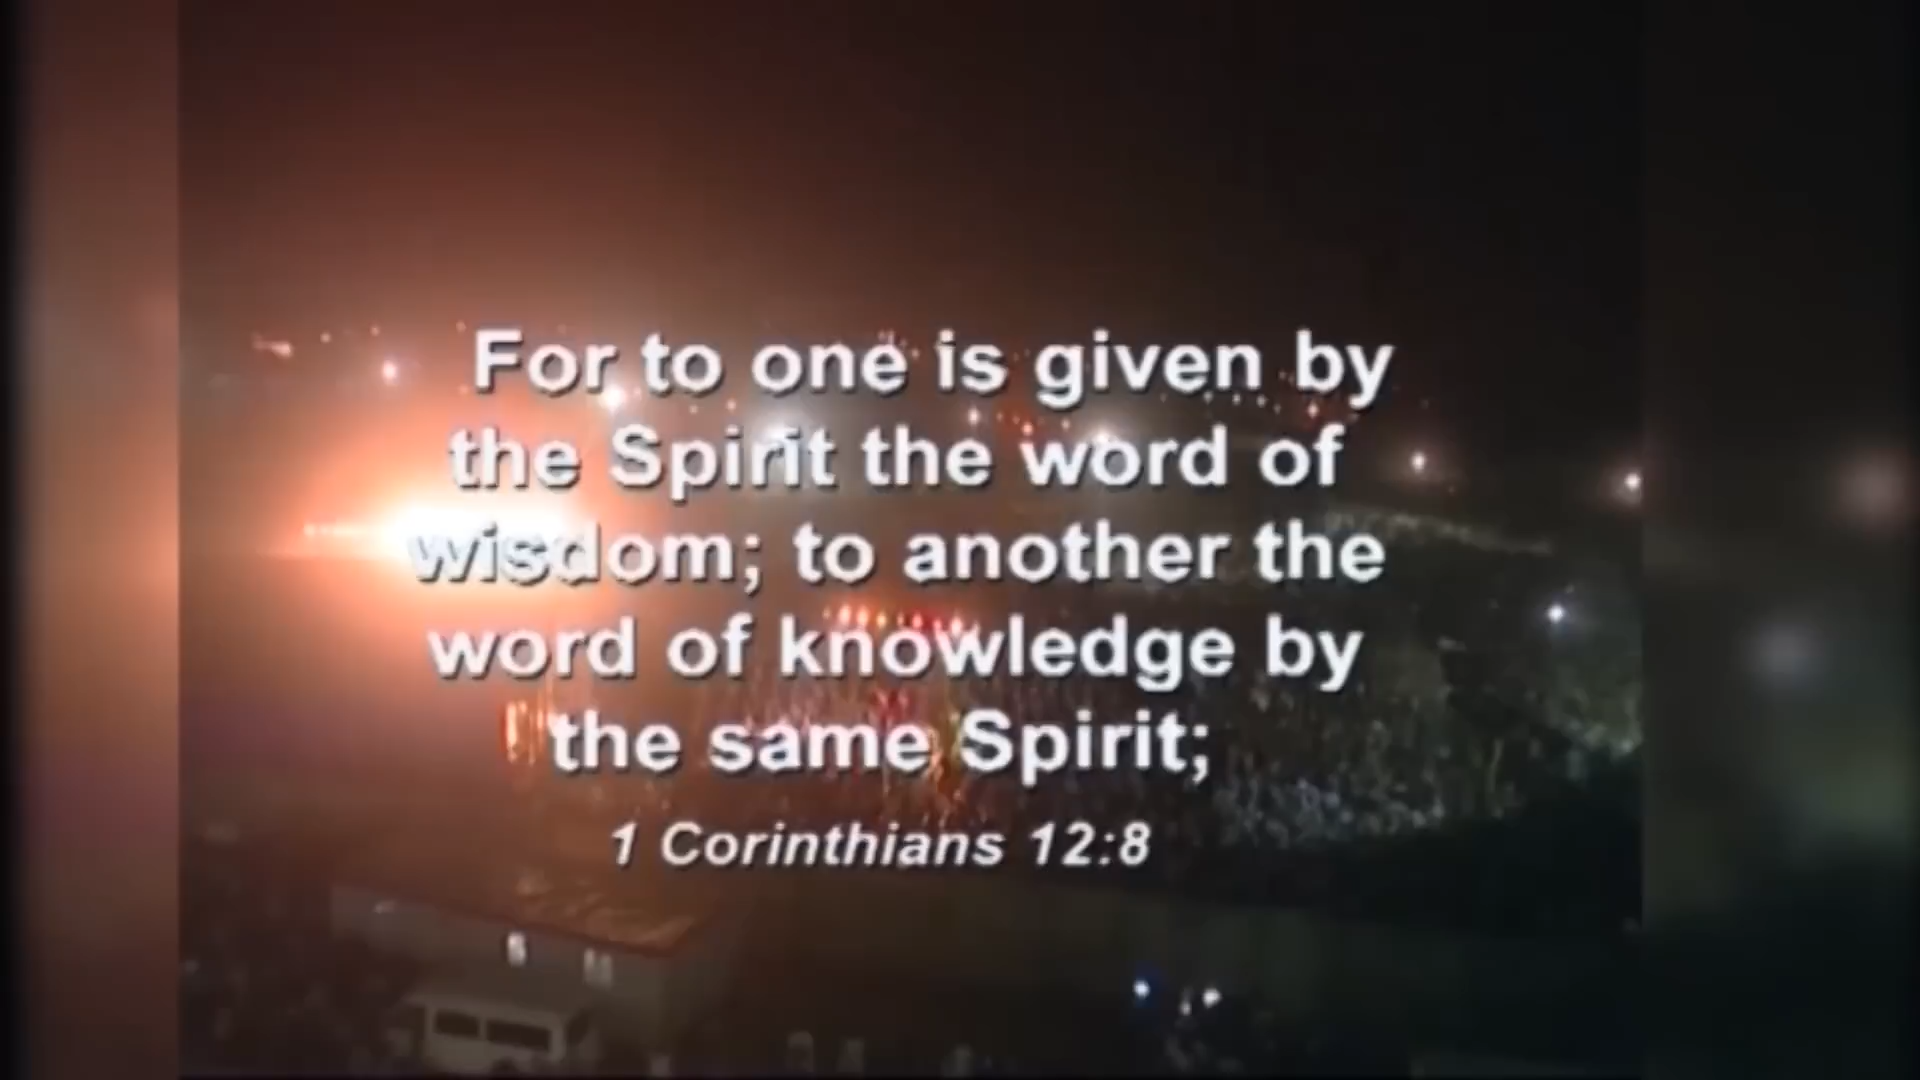 For to one is given by
the Spirit the word of
wisdom; to another the
word of knowledge by
the same Spirit;
1 Corinthians 12:8